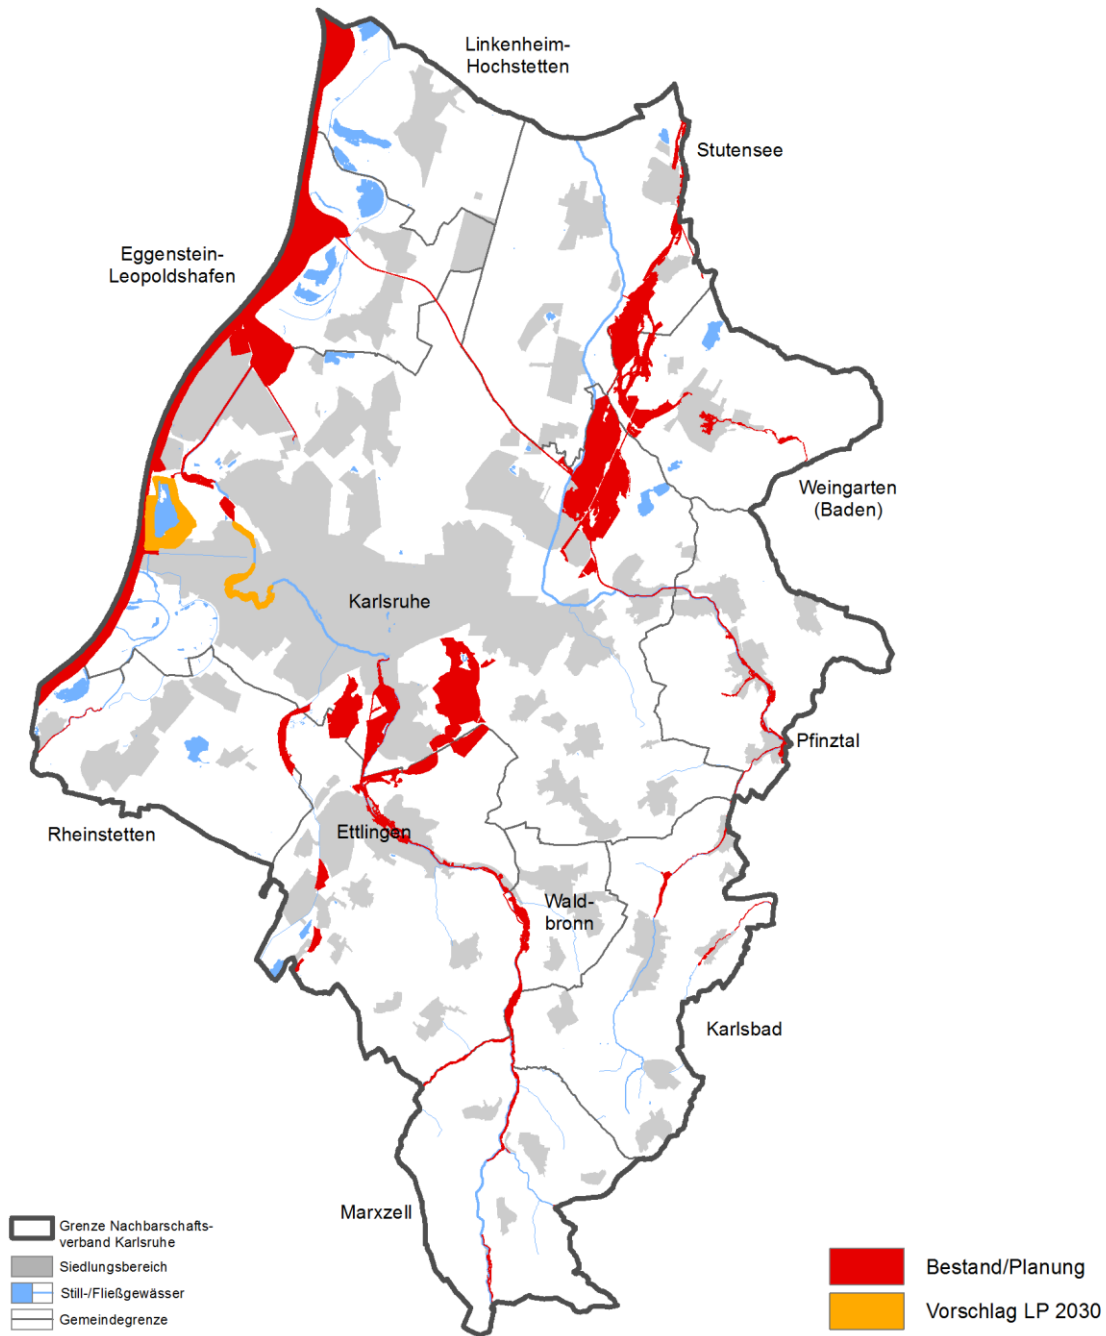 Linkenheim-
Hochstetten
Stutensee
Eggenstein-
Leopoldshafen
Weingarten
(Baden)
Karlsruhe
Pfinztal
Rheinstetten
Ettlingen
Wald-
bronn
Karlsbad
Marxzell
Grenze Nachbarschafts-
verband Karlsruhe
Siedlungsbereich
Still-/Fließgewässer
Gemeindegrenze
Bestand/Planung
Vorschlag LP 2030